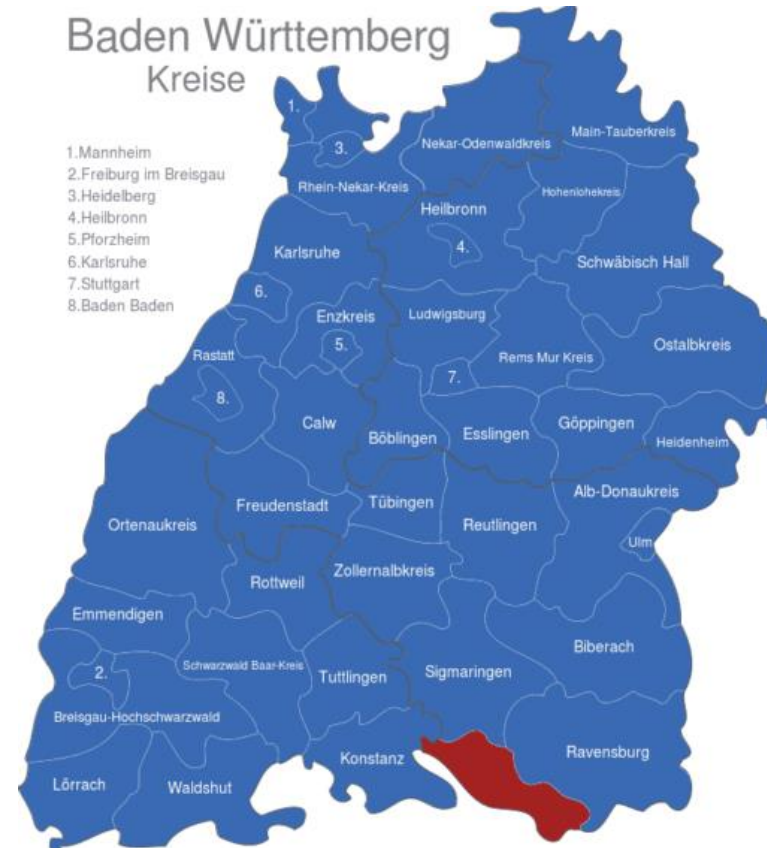 Baden Württemberg
Kreise
1.Mannheim
2.Freiburg im Breisgau
3.Heidelberg
4.Heilbronn
5.Pforzheim
6.Karlsruhe
7.Stuttgart
8.Baden Baden
1.
3.
Nekar-Odenwaldkreis
Main-Tauberkreis
Rhein-Nekar-Kreis
Hohenlohekreis
Heilbronn
4.
Karlsruhe
Schwäbisch Hall
6.
Enzkreis
Ludwigsburg
5.
Rems Mur Kreis
Ostalbkreis
Rastatt
7.
8.
Calw
Böblingen
Esslingen
Göppingen
Heidenheim
Freudenstadt
Tübingen
Reutlingen
Alb-Donaukreis
Ortenaukreis
Ulm
Rottweil
Zollernalbkreis
Emmendigen
Schwarzwald Baar-Kreis
Tuttlingen
Sigmaringen
Biberach
2.
Breisgau-Hochschwarzwald
Konstanz
Ravensburg
Lörrach
Waldshut